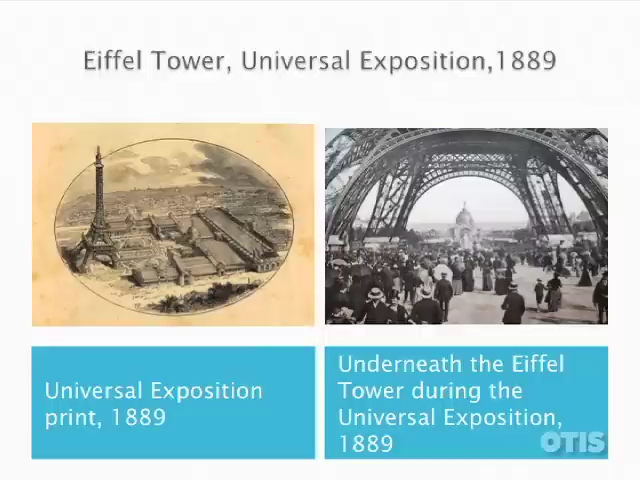 Eiffel Tower, Universal Exposition,1889
Universal Exposition
print, 1889
Underneath the Eiffel
Tower during the
Universal Exposition,
1889
OTIS